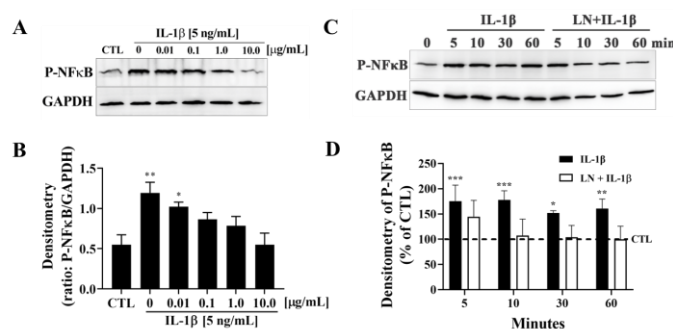 A
IL-1β [5 ng/mL]
CTL 0 0.01 0.1 1.0 10.0 [μg/mL]
P-NFκB
GAPDH
B
Densitometry
(ratio: P-NFκB/GAPDH)
1.5
1.0
0.5
0.0
** *
CTL 0 0.01 0.1 1.0 10.0 [μg/mL]
IL-1β [5 ng/mL]
C
IL-1β LN+IL-1β
0 5 10 30 60 5 10 30 60 min
P-NFκB
GAPDH
D
IL-1β
LN + IL-1β
Densitometry of P-NFκB
(% of CTL)
250
200
150
100
50
0
*** *** * **
CTL
5 10 30 60
Minutes